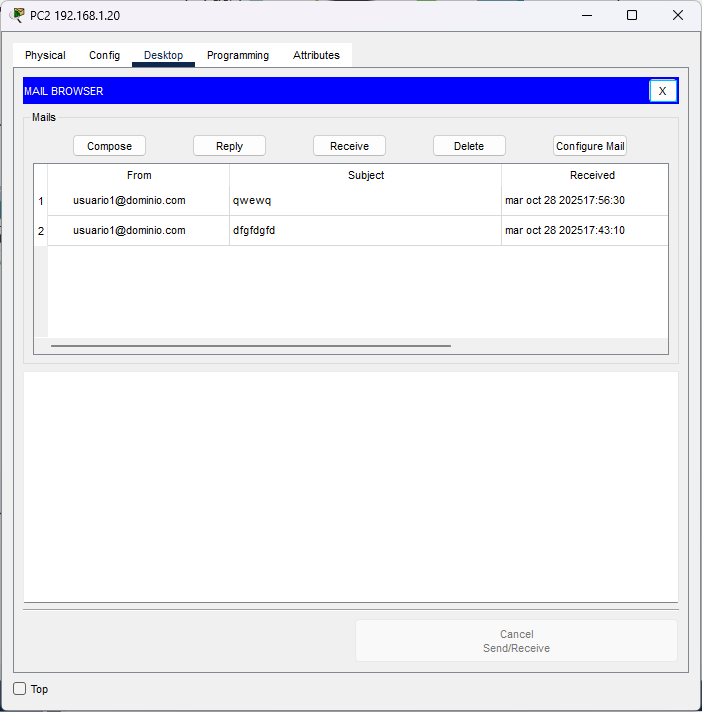 PC2 192.168.1.20
Physical Config Desktop Programming Attributes
MAIL BROWSER X
Mails
Compose Reply Receive Delete Configure Mail
From Subject Received
1 usuario1@dominio.com qwewq mar oct 28 202517:56:30
2 usuario1@dominio.com dfgfdgfd mar oct 28 202517:43:10
Cancel
Send/Receive
Top